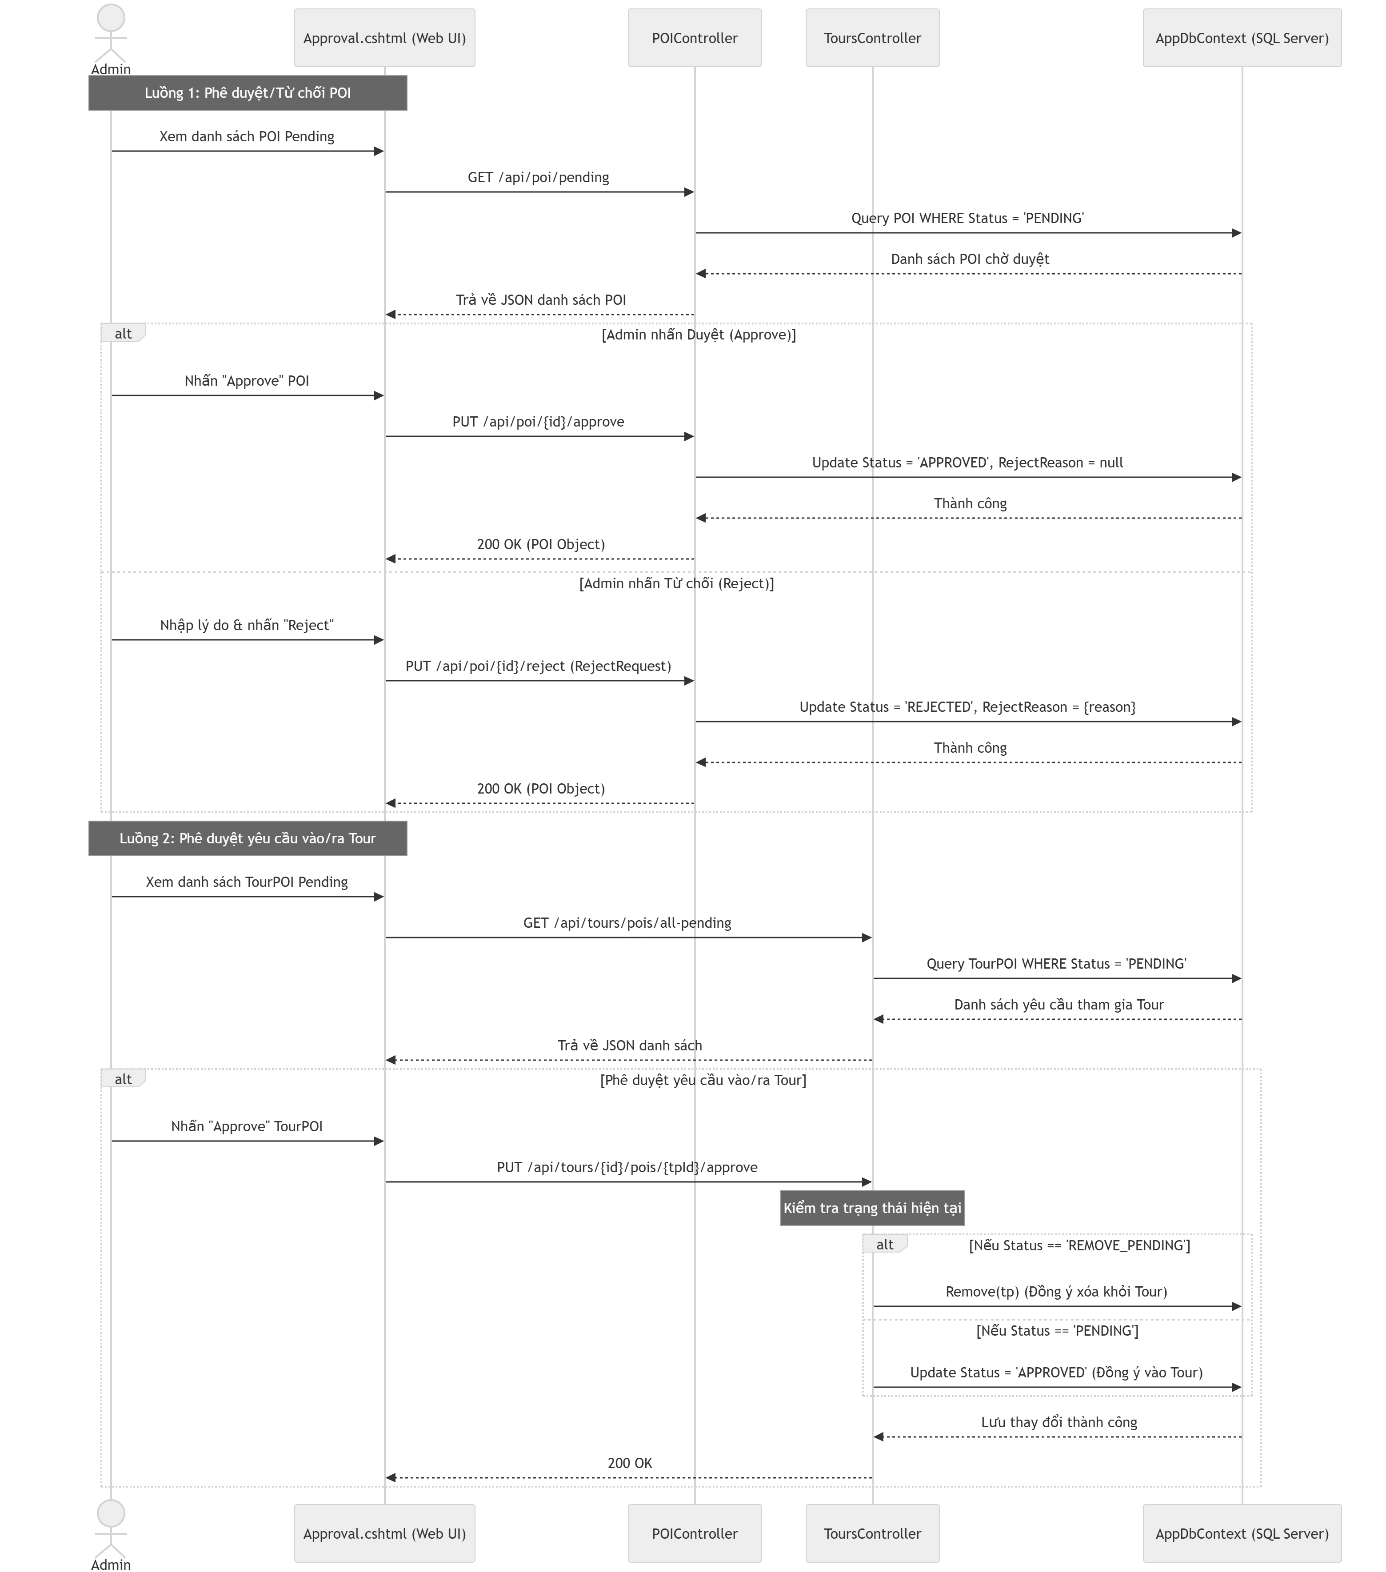 Admin
Approval.cshtml (Web UI)
POIController
ToursController
AppDbContext (SQL Server)
Luồng 1: Phê duyệt/Từ chối POI
Xem danh sách POI Pending
GET /api/poi/pending
Query POI WHERE Status = 'PENDING'
Danh sách POI chờ duyệt
Trả về JSON danh sách POI
alt
[Admin nhấn Duyệt (Approve)]
Nhấn "Approve" POI
PUT /api/poi/{id}/approve
Update Status = 'APPROVED', RejectReason = null
Thành công
200 OK (POI Object)
[Admin nhấn Từ chối (Reject)]
Nhập lý do & nhấn "Reject"
PUT /api/poi/{id}/reject (RejectRequest)
Update Status = 'REJECTED', RejectReason = {reason}
Thành công
200 OK (POI Object)
Luồng 2: Phê duyệt yêu cầu vào/ra Tour
Xem danh sách TourPOI Pending
GET /api/tours/pois/all-pending
Query TourPOI WHERE Status = 'PENDING'
Danh sách yêu cầu tham gia Tour
Trả về JSON danh sách
alt
[Phê duyệt yêu cầu vào/ra Tour]
Nhấn "Approve" TourPOI
PUT /api/tours/{id}/pois/{tpId}/approve
Kiểm tra trạng thái hiện tại
alt
[Nếu Status == 'REMOVE_PENDING']
Remove(tp) (Đồng ý xóa khỏi Tour)
[Nếu Status == 'PENDING']
Update Status = 'APPROVED' (Đồng ý vào Tour)
Lưu thay đổi thành công
200 OK
Admin
Approval.cshtml (Web UI)
POIController
ToursController
AppDbContext (SQL Server)